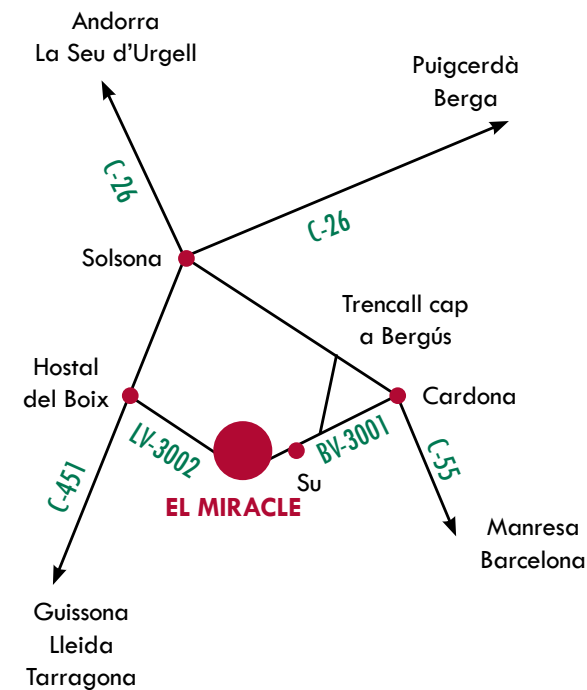 Andorra
La Seu d'Urgell
Puigcerdà
Berga
C-26
C-26
Solsona
Trencall cap
a Bergús
Hostal
del Boix
Cardona
LV-3002
BV-3001
C-451
C-55
Su
EL MIRACLE
Manresa
Barcelona
Guissona
Lleida
Tarragona